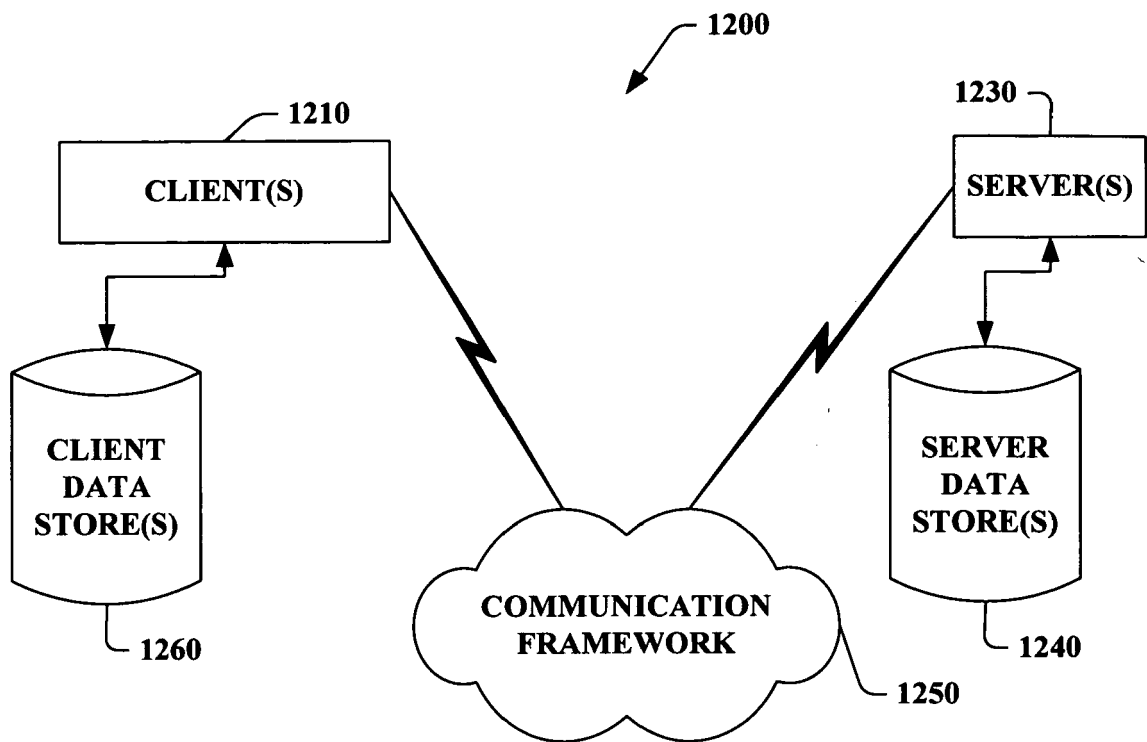 1200
1210
1230
CLIENT(S)
SERVER(S)
CLIENT
DATA
STORE(S)
SERVER
DATA
STORE(S)
COMMUNICATION
FRAMEWORK
1260
1240
1250